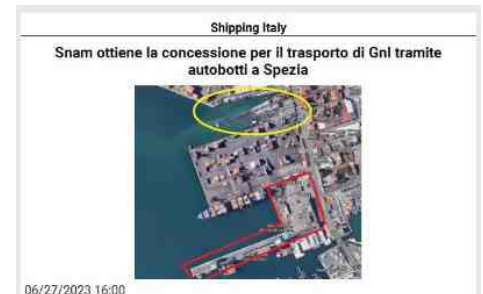 Shipping Italy
Snam ottiene la concessione per il trasporto di Gnl tramite
autobotti a Spezia
06/27/2023 16:00